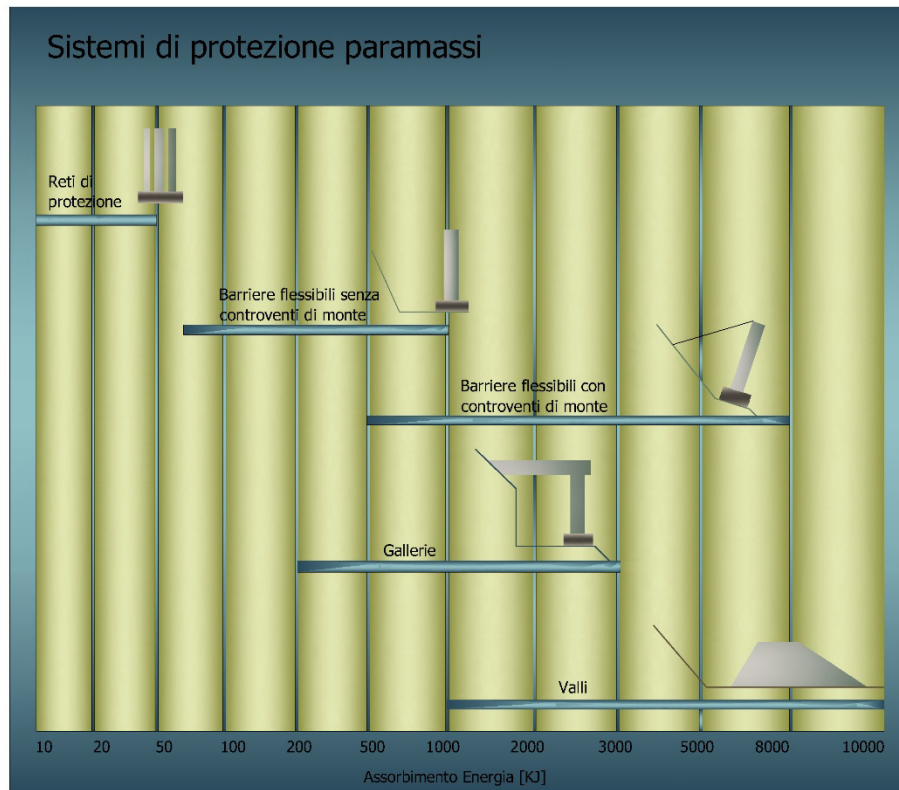 Sistemi di protezione paramassi
Reti di
protezione
Barriere flessibili senza
controventi di monte
Barriere flessibili con
controventi di monte
Gallerie
Valli
10 20 50 100 200 500 1000 2000 3000 5000 8000 10000
Assorbimento Energia [KJ]